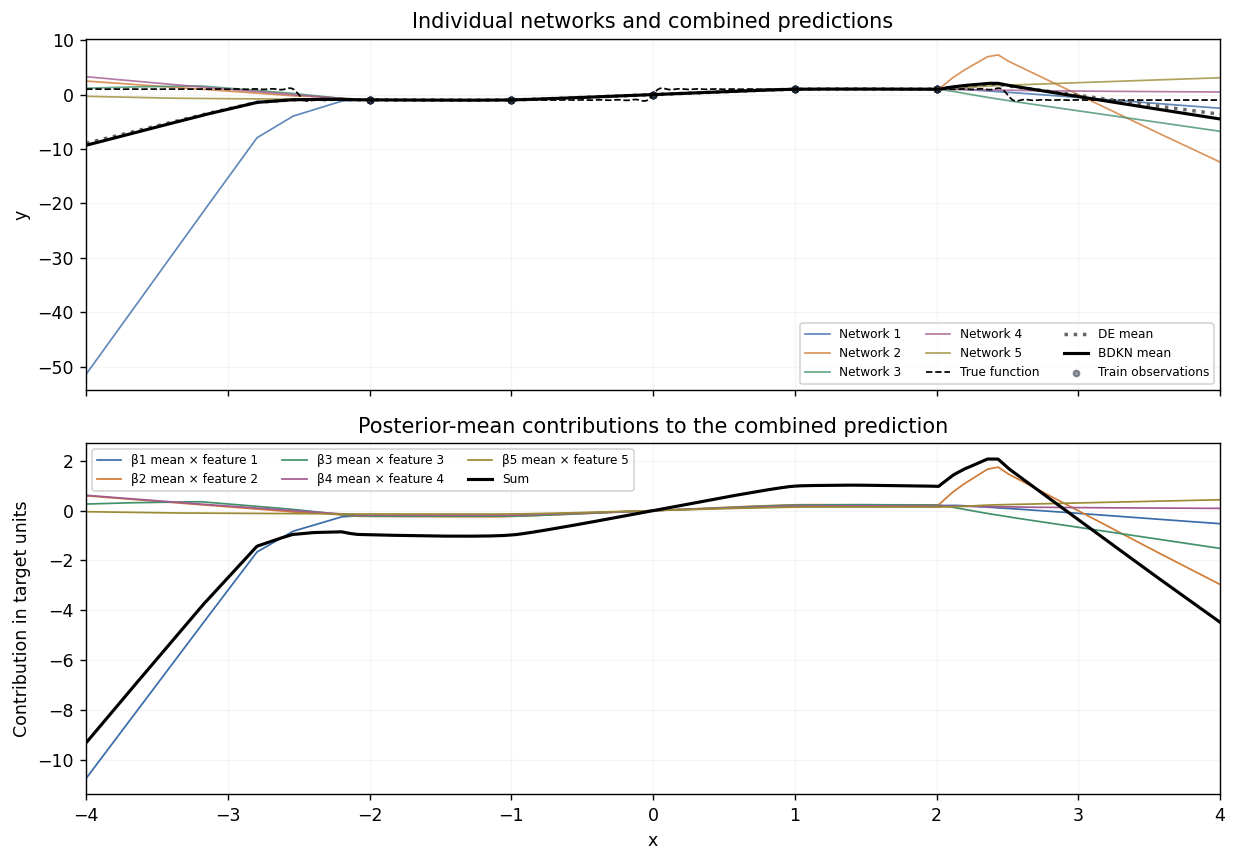 Individual networks and combined predictions
10
0
−10
−20
−30
−40
−50
y
Network 1
Network 2
Network 3
Network 4
Network 5
True function
DE mean
BDKN mean
Train observations
Posterior-mean contributions to the combined prediction
β1 mean × feature 1
β2 mean × feature 2
β3 mean × feature 3
β4 mean × feature 4
β5 mean × feature 5
Sum
2
0
−2
−4
−6
−8
−10
Contribution in target units
−4 −3 −2 −1 0 1 2 3 4
x